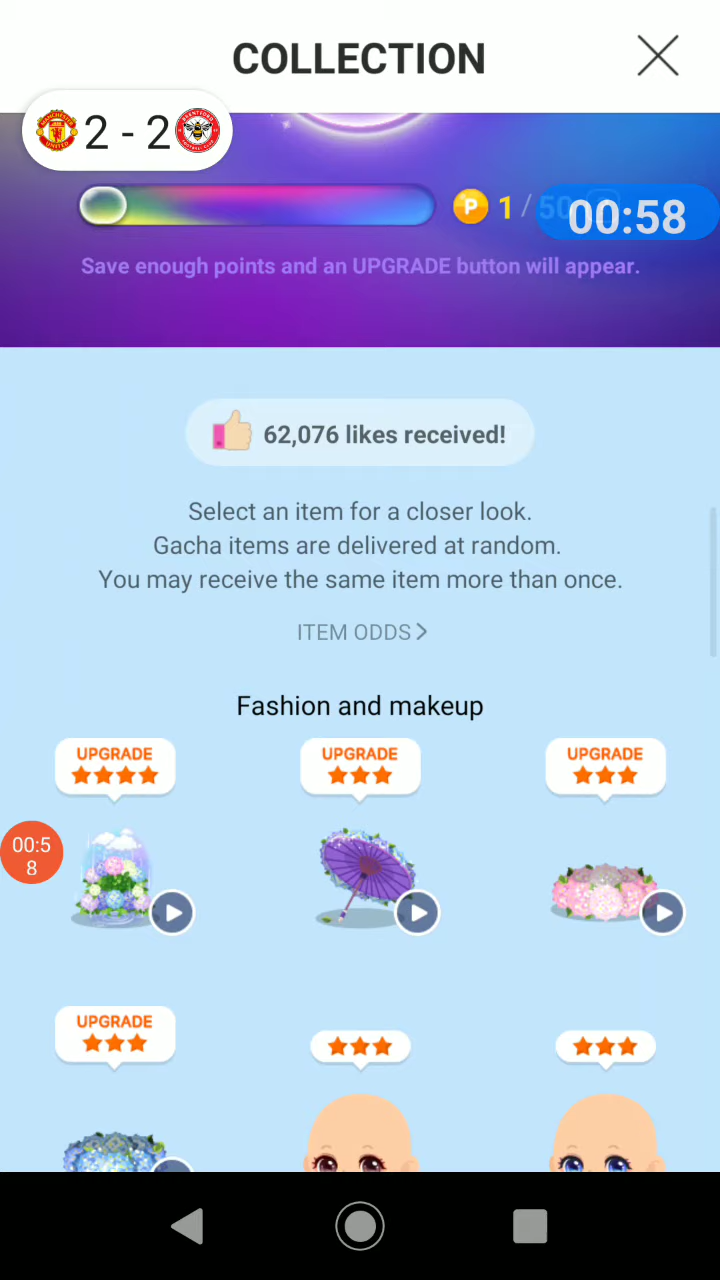 COLLECTION
2 - 2
P 1 / 50
00:58
Save enough points and an UPGRADE button will appear.
62,076 likes received!
Select an item for a closer look.
Gacha items are delivered at random.
You may receive the same item more than once.
ITEM ODDS >
Fashion and makeup
UPGRADE
UPGRADE
UPGRADE
00:5
8
UPGRADE